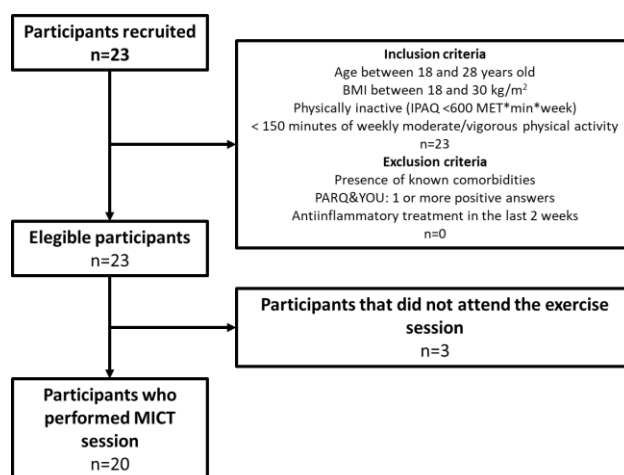 Participants recruited
n=23
Inclusion criteria
Age between 18 and 28 years old
BMI between 18 and 30 kg/m²
Physically inactive (IPAQ <600 MET*min*week)
< 150 minutes of weekly moderate/vigorous physical activity
n=23
Exclusion criteria
Presence of known comorbidities
PARQ&YOU: 1 or more positive answers
Antiinflammatory treatment in the last 2 weeks
n=0
Elegible participants
n=23
Participants that did not attend the exercise
session
n=3
Participants who
performed MICT
session
n=20